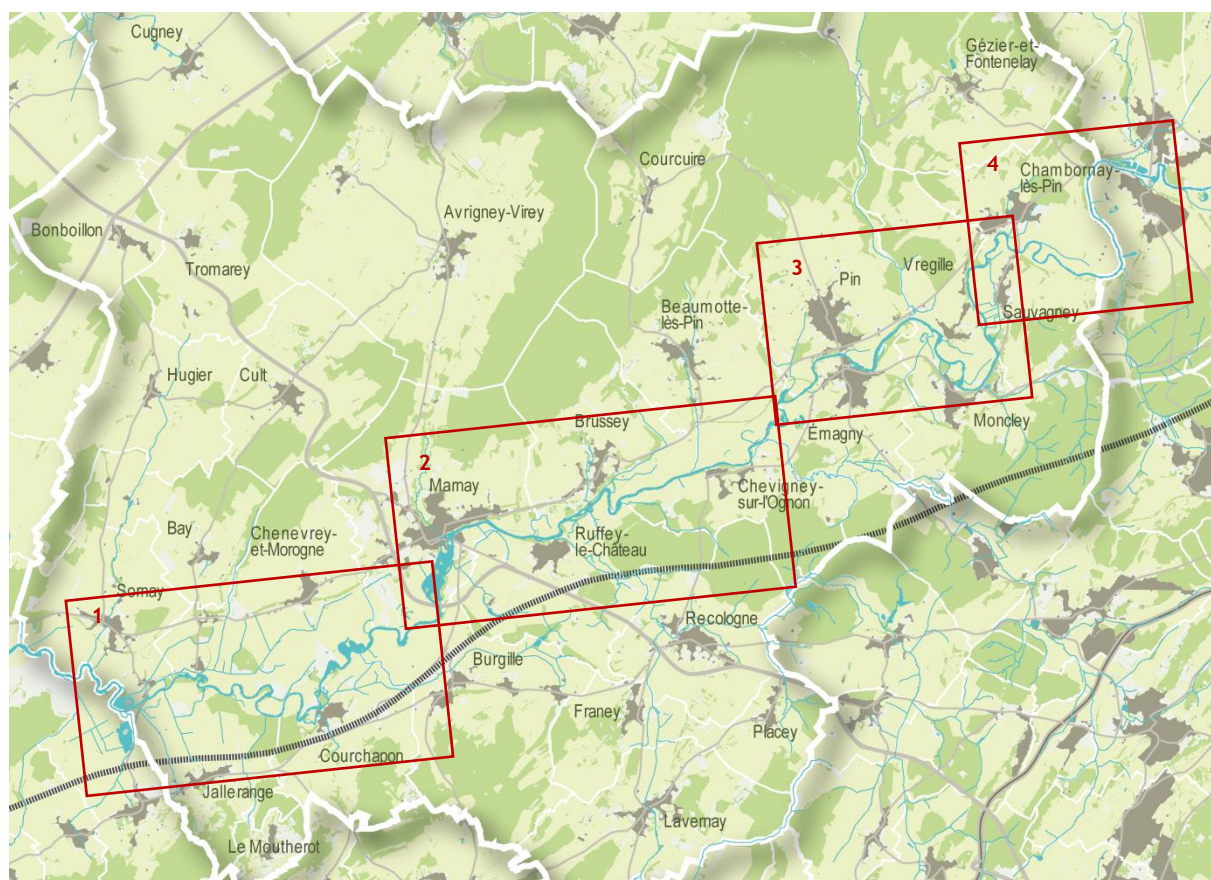 Cugney
Gézier-et-
Fontenelay
Courcuire
4
Chambornay-
lès-Pin
Avrigney-Virey
Bonboillon
Tromarey
3
Vregille
Pin
Beaumotte-
lès-Pin
Sauvagney
Hugier
Cult
Brussey
Émagny
Moncley
2
Marnay
Chevigney-
sur-l'Ognon
Bay
Chenevrey-
et-Morogne
Ruffey-
le-Château
Sornay
1
Recologne
Burgille
Franey
Placey
Courchapon
Jallerange
Lavernay
Le Moutherot